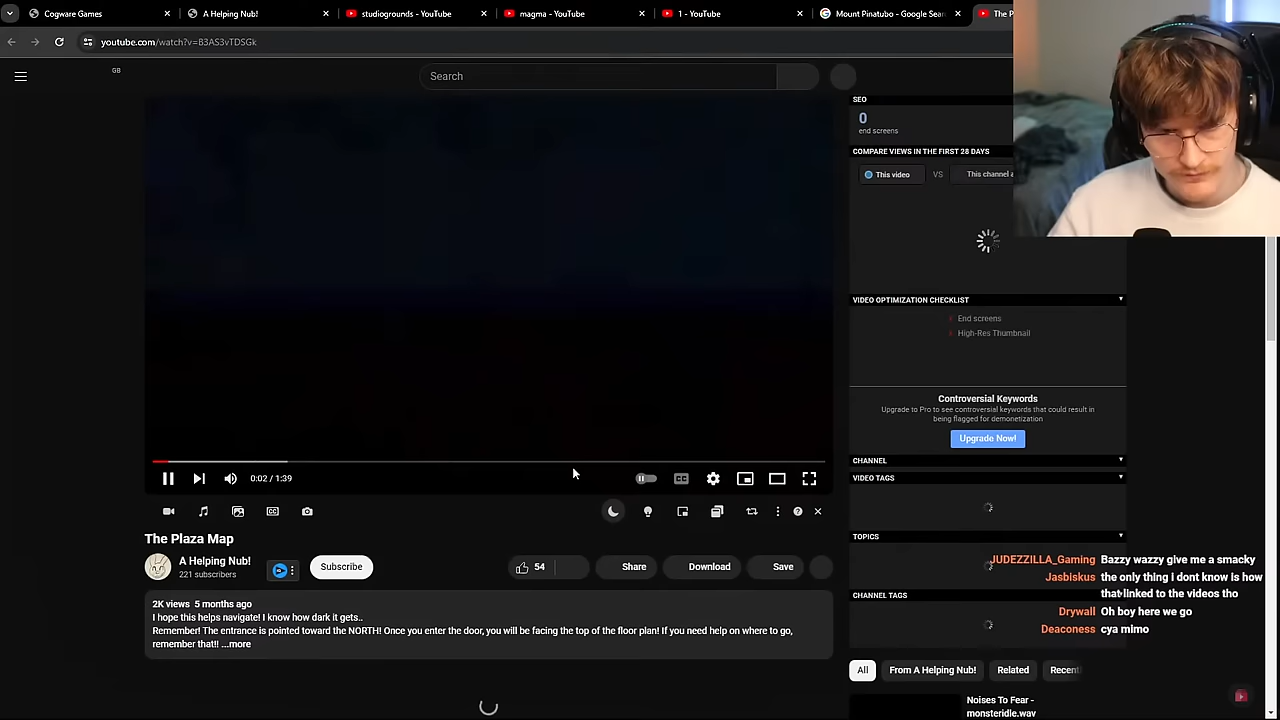 Cogware Games
A Helping Nub!
studiogrounds - YouTube
magma - YouTube
1 - YouTube
Mount Pinatubo - Google Sea
The P
youtube.com/watch?v=B3AS3vTDSGk
GB
Search
SEO
0
end screens
COMPARE VIEWS IN THE FIRST 28 DAYS
This video
VS
This channel a
VIDEO OPTIMIZATION CHECKLIST
End screens
High-Res Thumbnail
Controversial Keywords
Upgrade to Pro to see controversial keywords that could result in
being flagged for demonetization
Upgrade Now!
CHANNEL
VIDEO TAGS
TOPICS
CHANNEL TAGS
0:02 / 1:39
The Plaza Map
A Helping Nub!
221 subscribers
Subscribe
54
Share
Download
Save
2K views 5 months ago
I hope this helps navigate! I know how dark it gets..
Remember! The entrance is pointed toward the NORTH! Once you enter the door, you will be facing the top of the floor plan! If you need help on where to go,
remember that!! ...more
JUDEZZILLA_Gaming Bazzy wazzy give me a smacky
Jasbiskus the only thing i dont know is how
that linked to the videos tho
Drywall Oh boy here we go
Deaconess cya mimo
All
From A Helping Nub!
Related
Recent
Noises To Fear -
monsteridle.wav